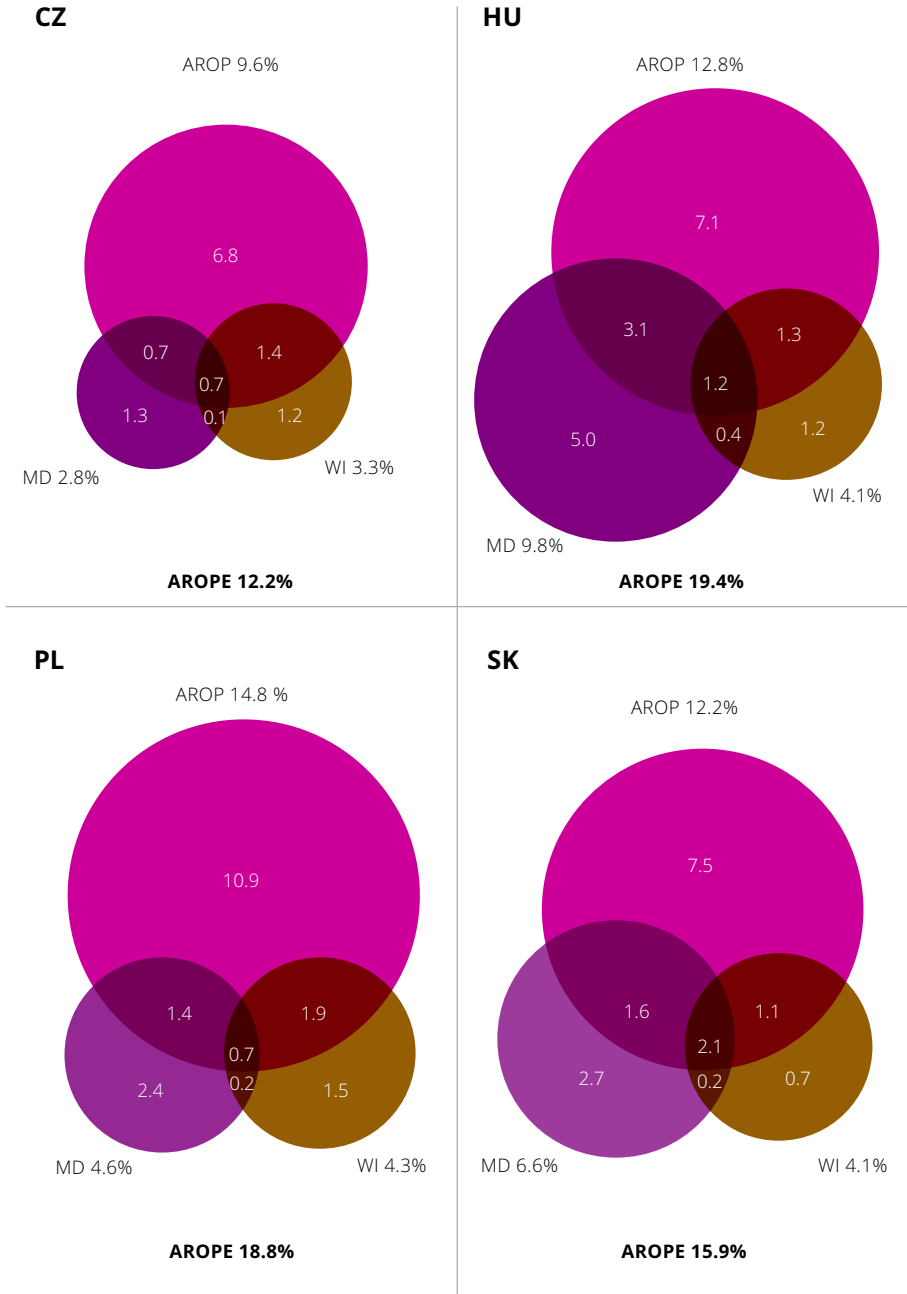 CZ
AROP 9.6%
6.8
0.7
1.4
0.7
1.3
0.1
1.2
MD 2.8%
WI 3.3%
AROPE 12.2%
HU
AROP 12.8%
7.1
3.1
1.3
1.2
0.4
1.2
5.0
WI 4.1%
MD 9.8%
AROPE 19.4%
PL
AROP 14.8 %
10.9
1.4
1.9
0.7
0.2
2.4
1.5
MD 4.6%
WI 4.3%
AROPE 18.8%
SK
AROP 12.2%
7.5
1.6
1.1
2.1
2.7
0.2
0.7
MD 6.6%
WI 4.1%
AROPE 15.9%